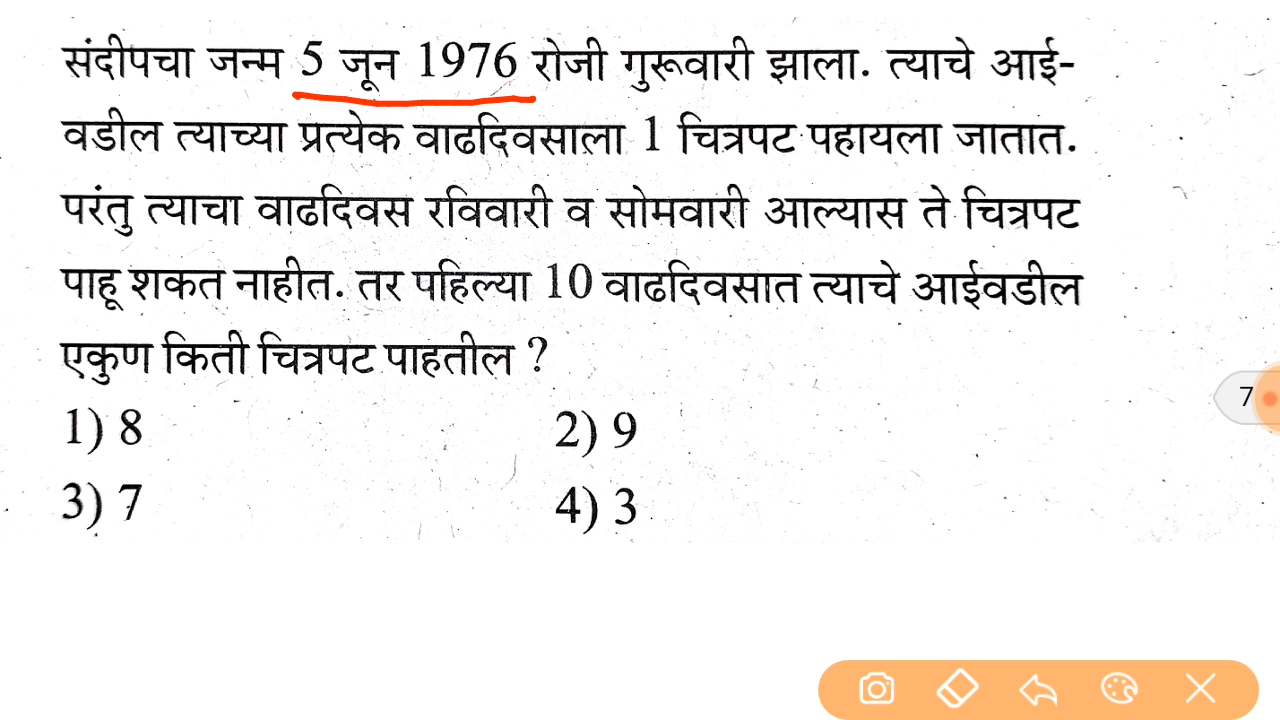 संदीपचा जन्म 5 जून 1976 रोजी गुरूवारी झाला. त्याचे आई-
वडील त्याच्या प्रत्येक वाढदिवसाला 1 चित्रपट पहायला जातात.
परंतु त्याचा वाढदिवस रविवारी व सोमवारी आल्यास ते चित्रपट
पाहू शकत नाहीत. तर पहिल्या 10 वाढदिवसात त्याचे आईवडील
एकुण किती चित्रपट पाहतील ?
1) 8 2) 9
3) 7 4) 3
7